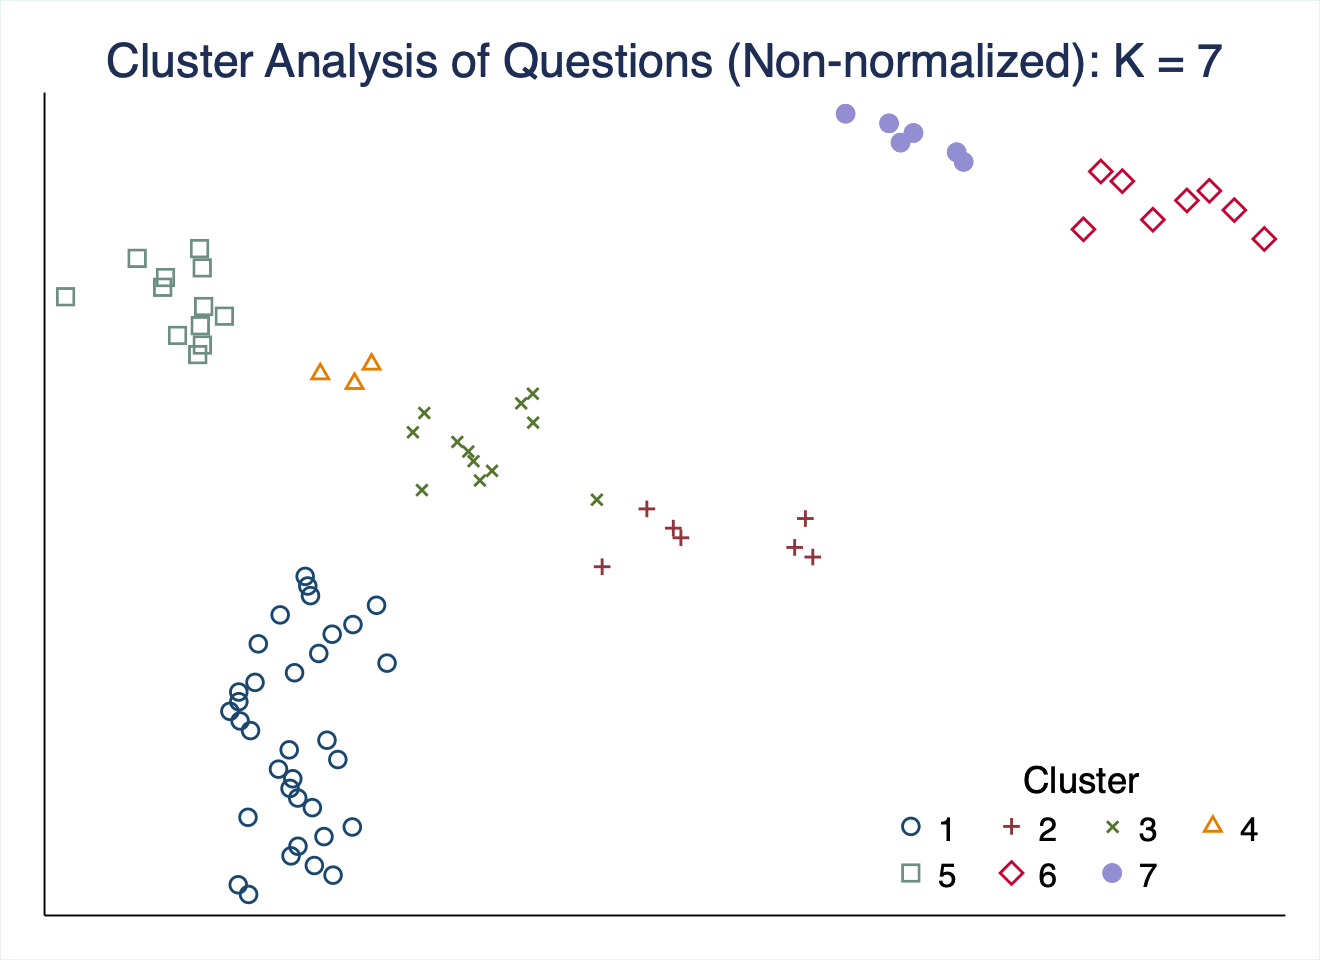 Cluster Analysis of Questions (Non-normalized): K = 7
Cluster
1 2 3 4
5 6 7